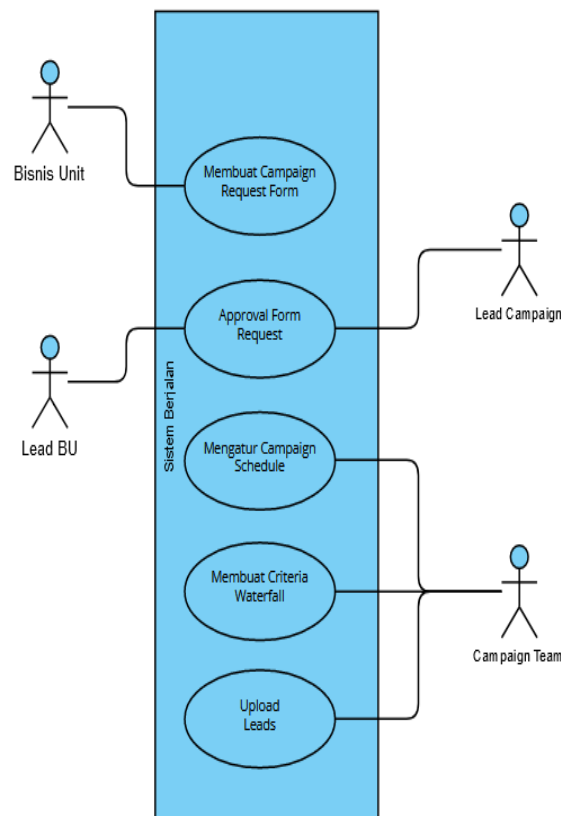 Bisnis Unit
Membuat Campaign
Request Form
Lead Campaign
Approval Form
Request
Lead BU
Sistem Berjalan
Mengatur Campaign
Schedule
Membuat Criteria
Waterfall
Campaign Team
Upload
Leads